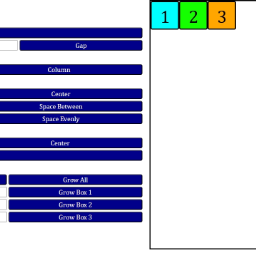 Gap
Column
Center
Space Between
Space Evenly
Center
Grow All
Grow Box 1
Grow Box 2
Grow Box 3
1 2 3